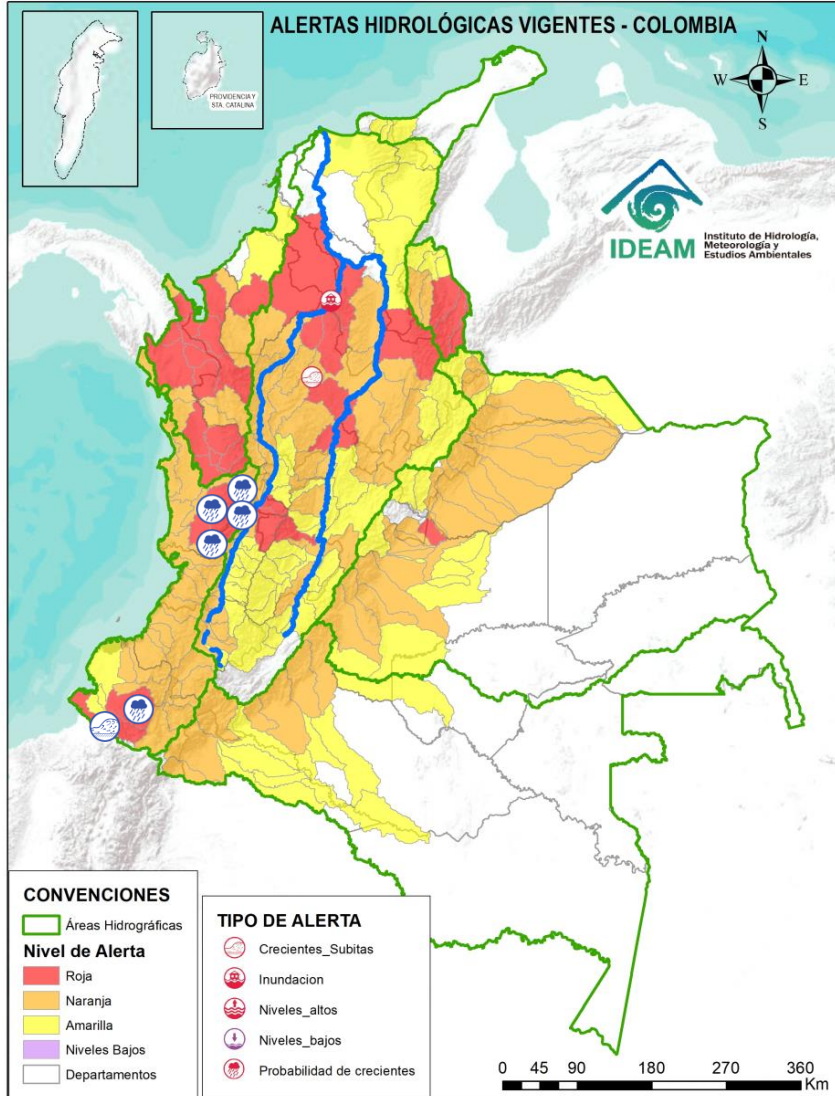 ALERTAS HIDROLÓGICAS VIGENTES - COLOMBIA
PROVIDENCIA Y
STA. CATALINA
N
W
E
S
IDEAM
Instituto de Hidrología,
Meteorología y
Estudios Ambientales
CONVENCIONES
Áreas Hidrográficas
Nivel de Alerta
Roja
Naranja
Amarilla
Niveles Bajos
Departamentos
TIPO DE ALERTA
Crecientes_Subitas
Inundacion
Niveles_altos
Niveles_bajos
Probabilidad de crecientes
0 45 90 180 270 360
Km